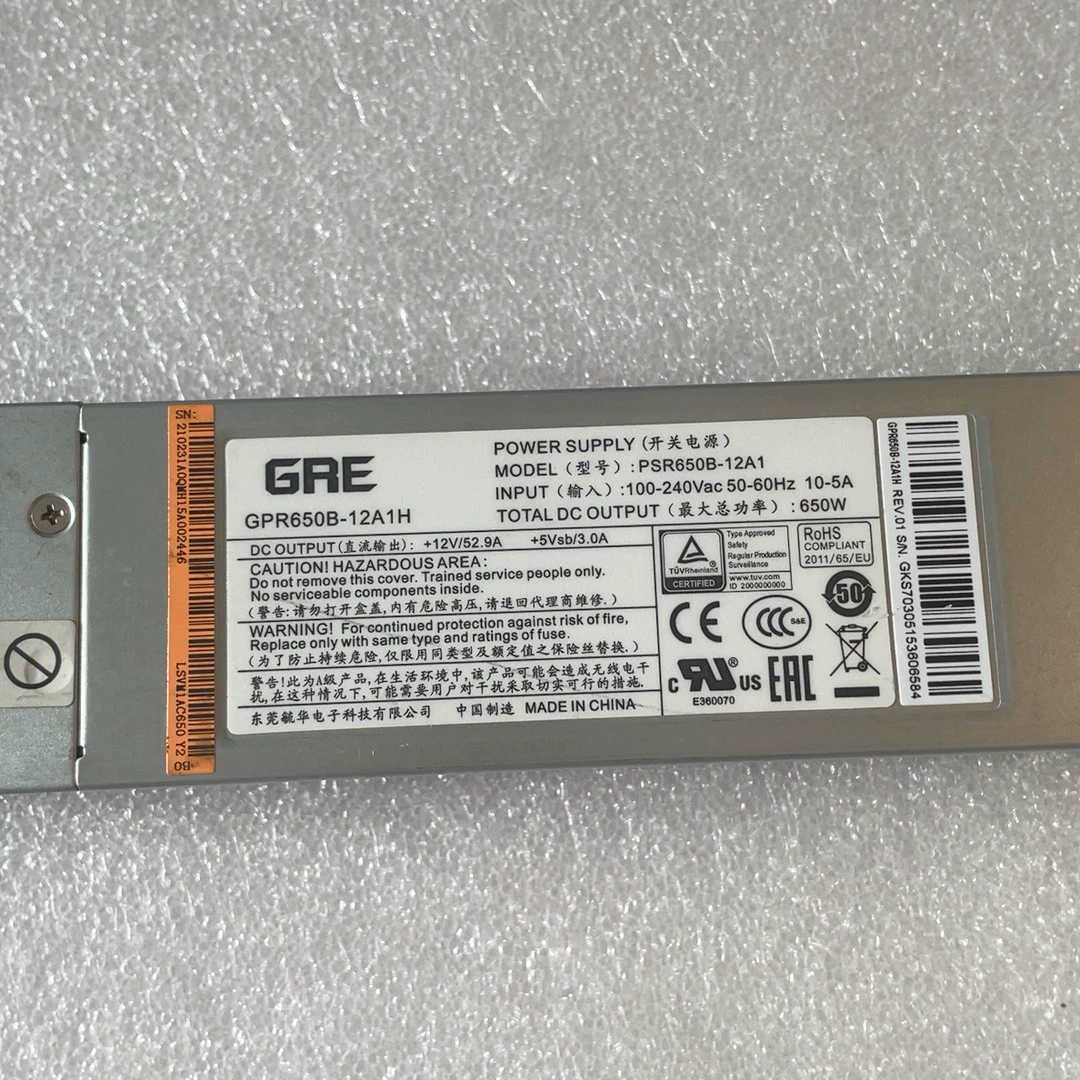 SN:
210231A0QWH15A002446
LSVM1AC650 Y2
B0
GRE
GPR650B-12A1H
POWER SUPPLY (开关电源)
MODEL (型号) : PSR650B-12A1
INPUT (输入) :100-240Vac 50-60Hz 10-5A
TOTAL DC OUTPUT (最大总功率) : 650W
DC OUTPUT(直流输出): +12V/52.9A +5Vsb/3.0A
CAUTION! HAZARDOUS AREA:
Do not remove this cover. Trained service people only.
No serviceable components inside.
(警告:请勿打开盒盖,内有危险高压,请退回代理商维修.)
WARNING! For continued protection against risk of fire,
Replace only with same type and ratings of fuse.
(为了防止持续危险,仅限用同类型及额定值之保险丝替换.)
警告!此为A级产品,在生活环境中,该产品可能会造成无线电干
扰,在这种情况下,可能需要用户对干扰采取切实可行的措施.
东莞毓华电子科技有限公司 中国制造 MADE IN CHINA
TÜVRheinland
CERTIFIED
Type Approved
Safety
Regular Production
Surveillance
www.tuv.com
ID 2000000000
RoHS
COMPLIANT
2011/65/EU
CE
CCC
S&E
50
c RU® US
E360070
EAC
GPR650B-12A1H REV.01 S/N. GKS7030515360​6584